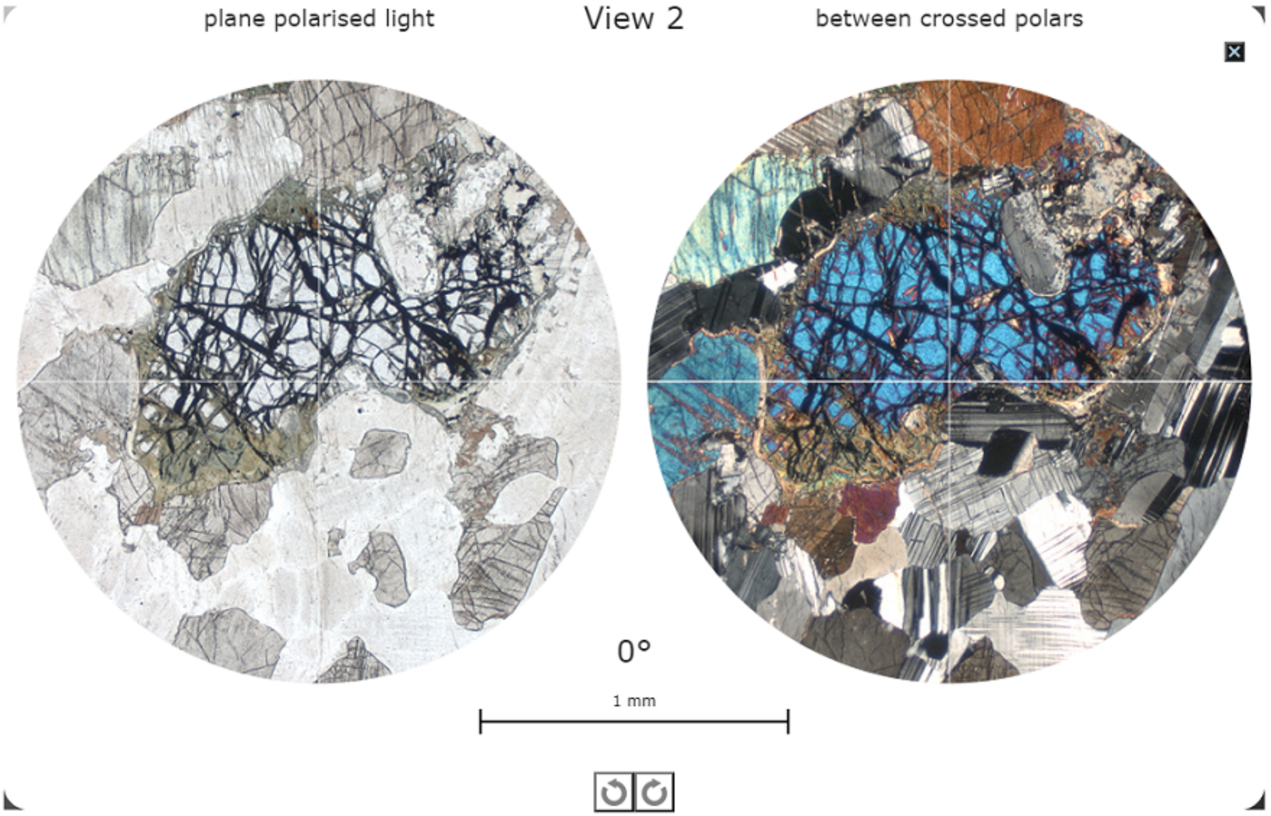 plane polarised light
View 2
between crossed polars
0°
1 mm